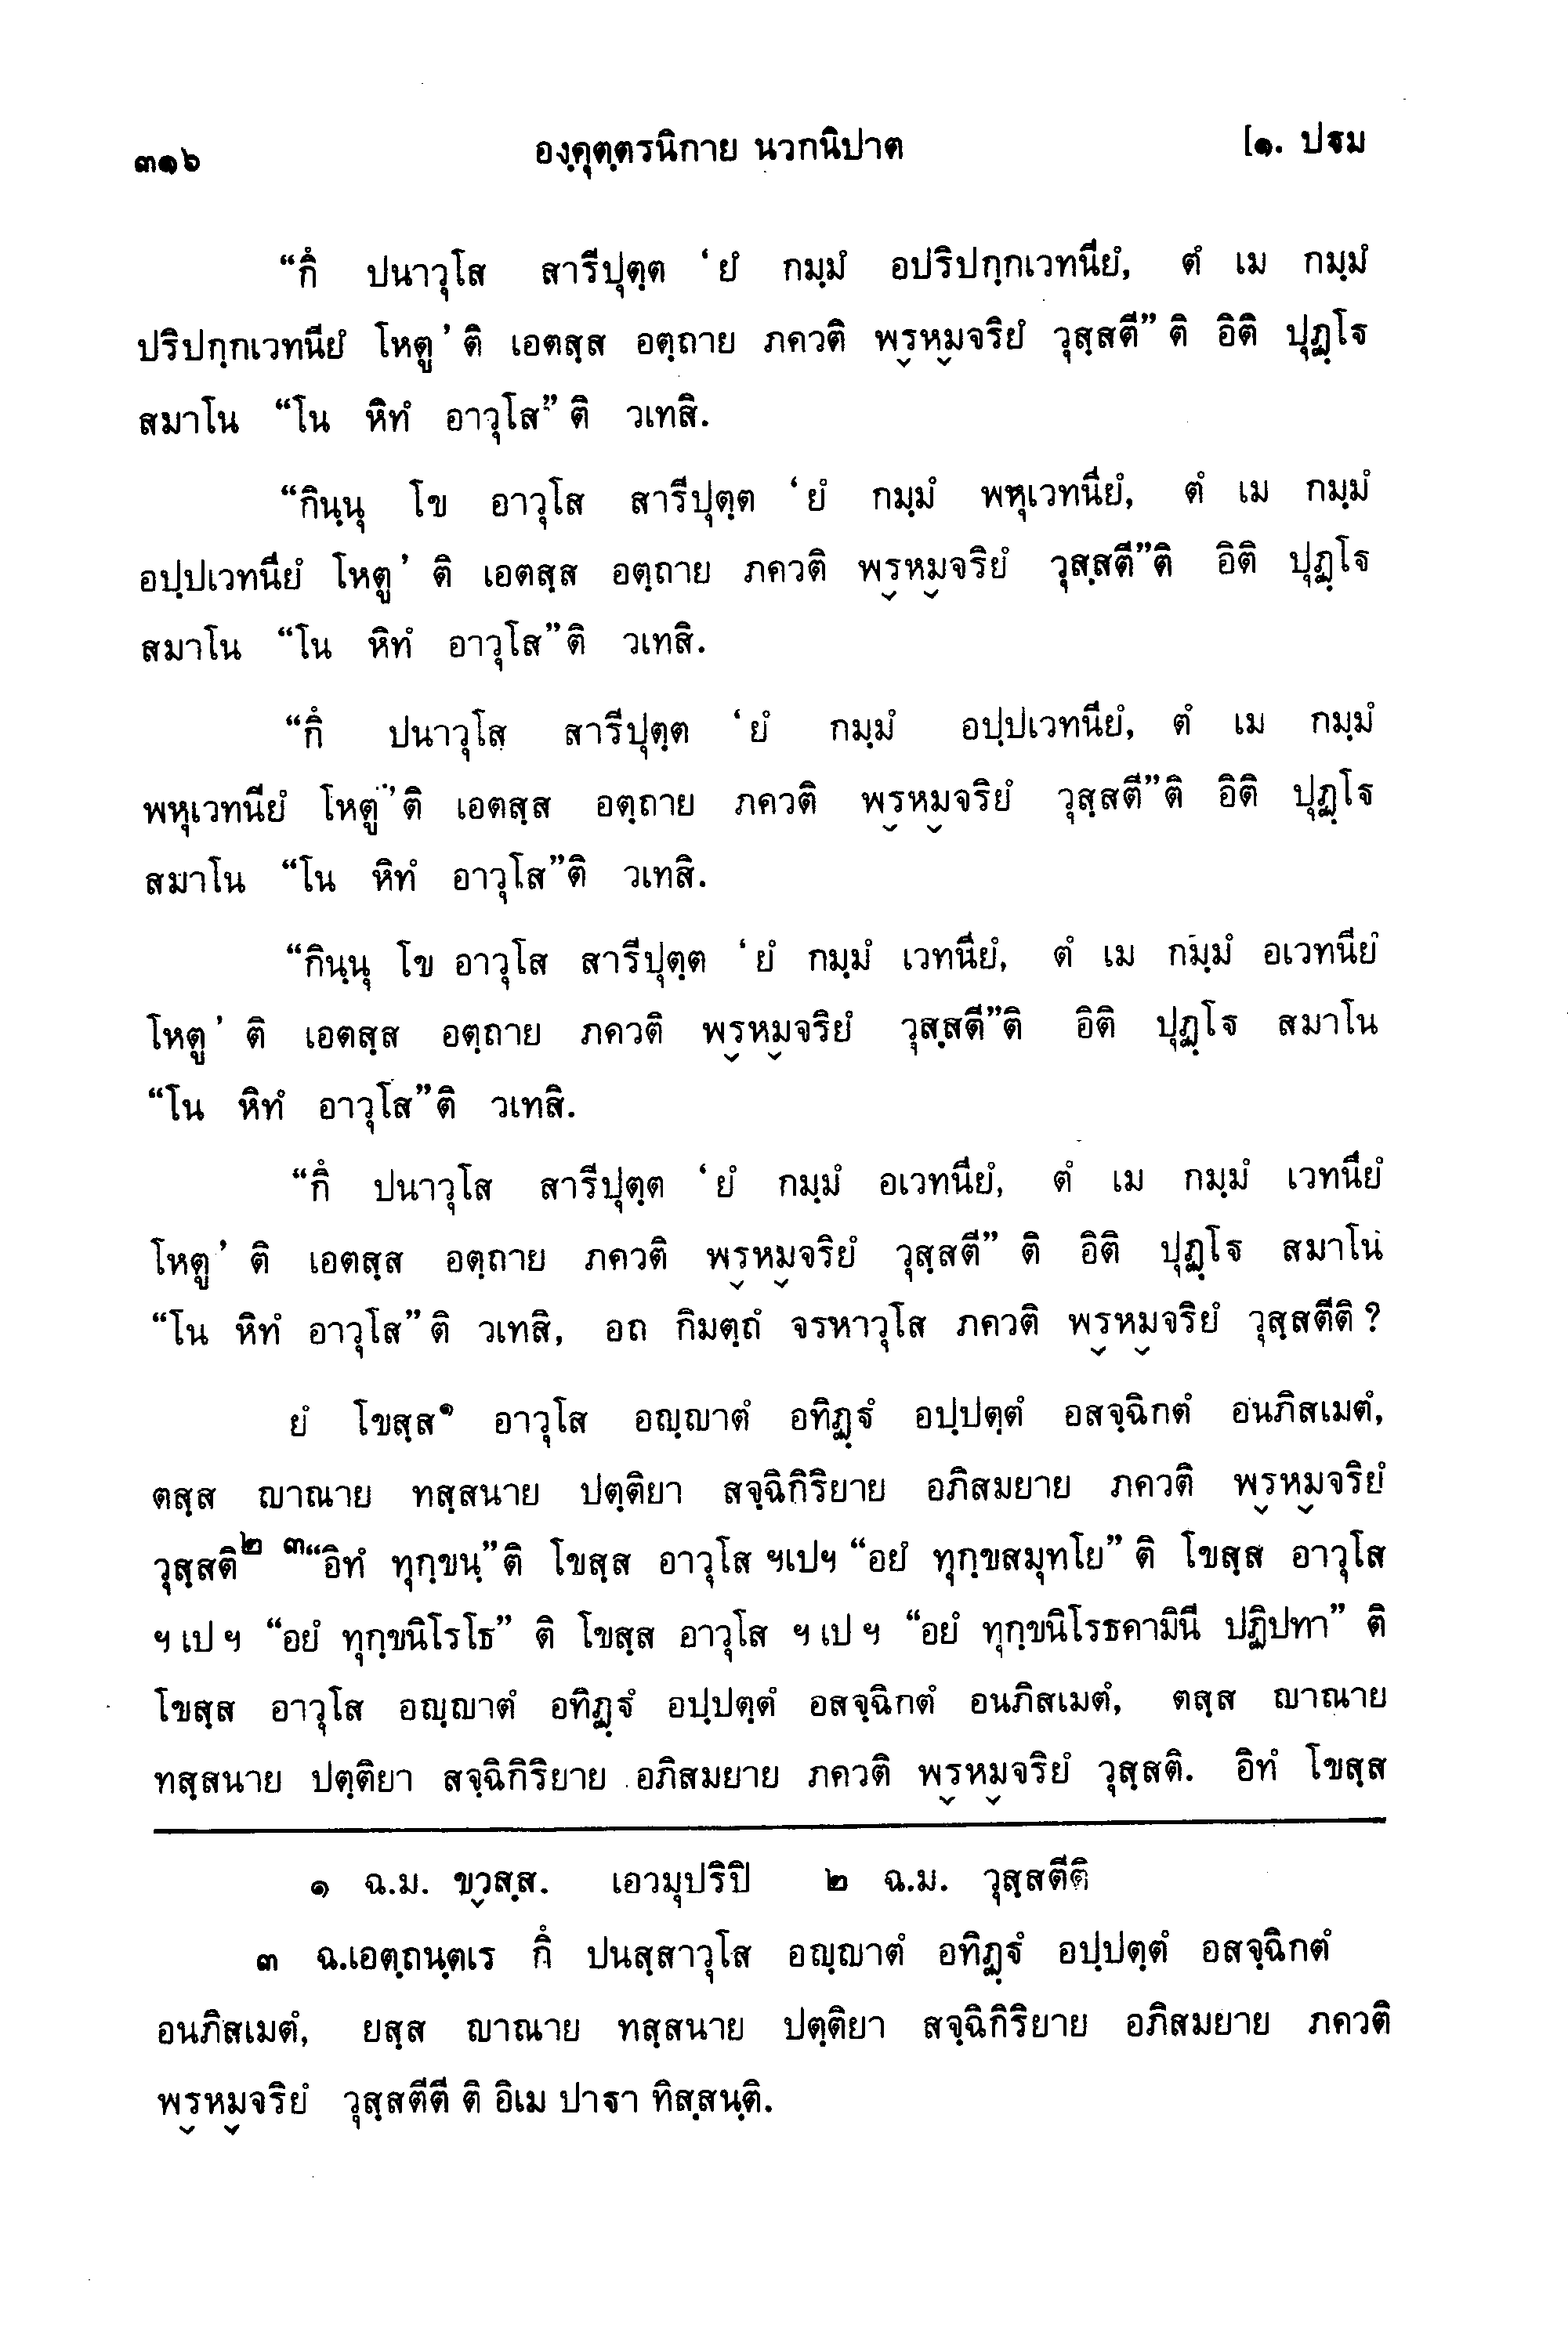 ๓๑๖ องฺคุตฺตรนิกาย นวกนิปาต [๑. ปฐม
“กึ ปนาวุโส สารีปุตฺต ‘ยํ กมฺมํ อปริปกฺกเวทนียํ, ตํ เม กมฺมํ
ปริปกฺกเวทนียํ โหตู’ ติ เอตสฺส อตฺถาย ภควติ พฺรหฺมจริยํ วุสฺสตี” ติ อิติ ปุฏฺโฐ
สมาโน “โน หิทํ อาวุโส” ติ วเทสิ.
“กินฺนุ โข อาวุโส สารีปุตฺต ‘ยํ กมฺมํ พหุเวทนียํ, ตํ เม กมฺมํ
อปฺปเวทนียํ โหตู’ ติ เอตสฺส อตฺถาย ภควติ พฺรหฺมจริยํ วุสฺสตี”ติ อิติ ปุฏฺโฐ
สมาโน “โน หิทํ อาวุโส”ติ วเทสิ.
“กึ ปนาวุโส สารีปุตฺต ‘ยํ กมฺมํ อปฺปเวทนียํ, ตํ เม กมฺมํ
พหุเวทนียํ โหตู’ติ เอตสฺส อตฺถาย ภควติ พฺรหฺมจริยํ วุสฺสตี”ติ อิติ ปุฏฺโฐ
สมาโน “โน หิทํ อาวุโส”ติ วเทสิ.
“กินฺนุ โข อาวุโส สารีปุตฺต ‘ยํ กมฺมํ เวทนียํ, ตํ เม กมฺมํ อเวทนียํ
โหตู’ ติ เอตสฺส อตฺถาย ภควติ พฺรหฺมจริยํ วุสฺสตี”ติ อิติ ปุฏฺโฐ สมาโน
“โน หิทํ อาวุโส”ติ วเทสิ.
“กึ ปนาวุโส สารีปุตฺต ‘ยํ กมฺมํ อเวทนียํ, ตํ เม กมฺมํ เวทนียํ
โหตู’ ติ เอตสฺส อตฺถาย ภควติ พฺรหฺมจริยํ วุสฺสตี” ติ อิติ ปุฏฺโฐ สมาโน
“โน หิทํ อาวุโส” ติ วเทสิ, อถ กิมตฺถํ จรหาวุโส ภควติ พฺรหฺมจริยํ วุสฺสตีติ ?
ยํ โขสฺส๑ อาวุโส อญฺญาตํ อทิฏฺฐํ อปฺปตฺตํ อสจฺฉิกตํ อนภิสเมตํ,
ตสฺส ญาณาย ทสฺสนาย ปตฺติยา สจฺฉิกิริยาย อภิสมยาย ภควติ พฺรหฺมจริยํ
วุสฺสติ๒ ๓“อิทํ ทุกฺขนฺ”ติ โขสฺส อาวุโส ฯเปฯ “อยํ ทุกฺขสมุทโย” ติ โขสฺส อาวุโส
ฯ เป ฯ “อยํ ทุกฺขนิโรโธ” ติ โขสฺส อาวุโส ฯ เป ฯ “อยํ ทุกฺขนิโรธคามินี ปฏิปทา” ติ
โขสฺส อาวุโส อญฺญาตํ อทิฏฺฐํ อปฺปตฺตํ อสจฺฉิกตํ อนภิสเมตํ, ตสฺส ญาณาย
ทสฺสนาย ปตฺติยา สจฺฉิกิริยาย อภิสมยาย ภควติ พฺรหฺมจริยํ วุสฺสติ. อิทํ โขสฺส
๑ ฉ.ม. ขฺวสฺส. เอวมุปริปิ ๒ ฉ.ม. วุสฺสตีติ
๓ ฉ.เอตฺถนฺตเร กึ ปนสฺสาวุโส อญฺญาตํ อทิฏฺฐํ อปฺปตฺตํ อสจฺฉิกตํ
อนภิสเมตํ, ยสฺส ญาณาย ทสฺสนาย ปตฺติยา สจฺฉิกิริยาย อภิสมยาย ภควติ
พฺรหฺมจริยํ วุสฺสตีตี ติ อิเม ปาฐา ทิสฺสนฺติ.